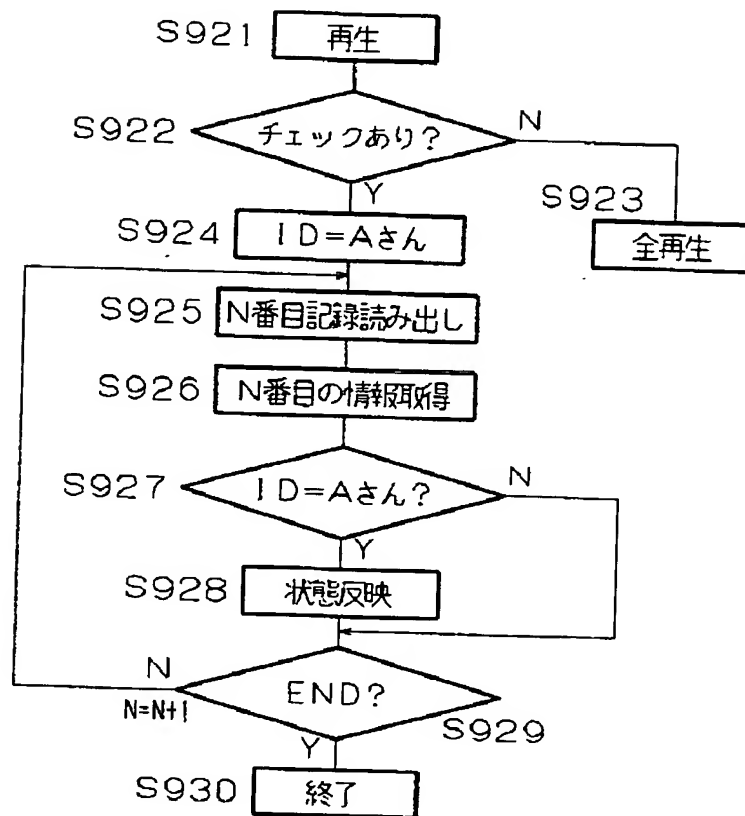 S921 再生
S922 チェックあり? N
Y
S923
S924 ID=Aさん
全再生
S925 N番目記録読み出し
S926 N番目の情報取得
S927 ID=Aさん? N
Y
S928 状態反映
N
END?
N=N+1
S929
Y
S930 終了